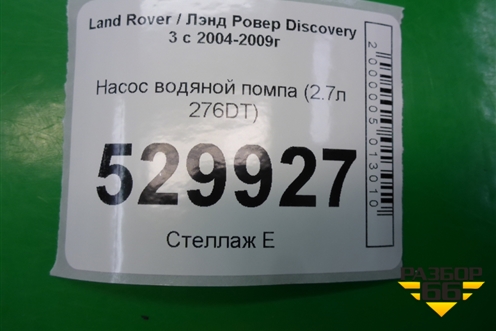 Land Rover / Лэнд Ровер Discovery
3 с 2004-2009г
Насос водяной помпа (2.7л
276DT)
529927
Стеллаж Е
2000005013010
РАЗБОР
66